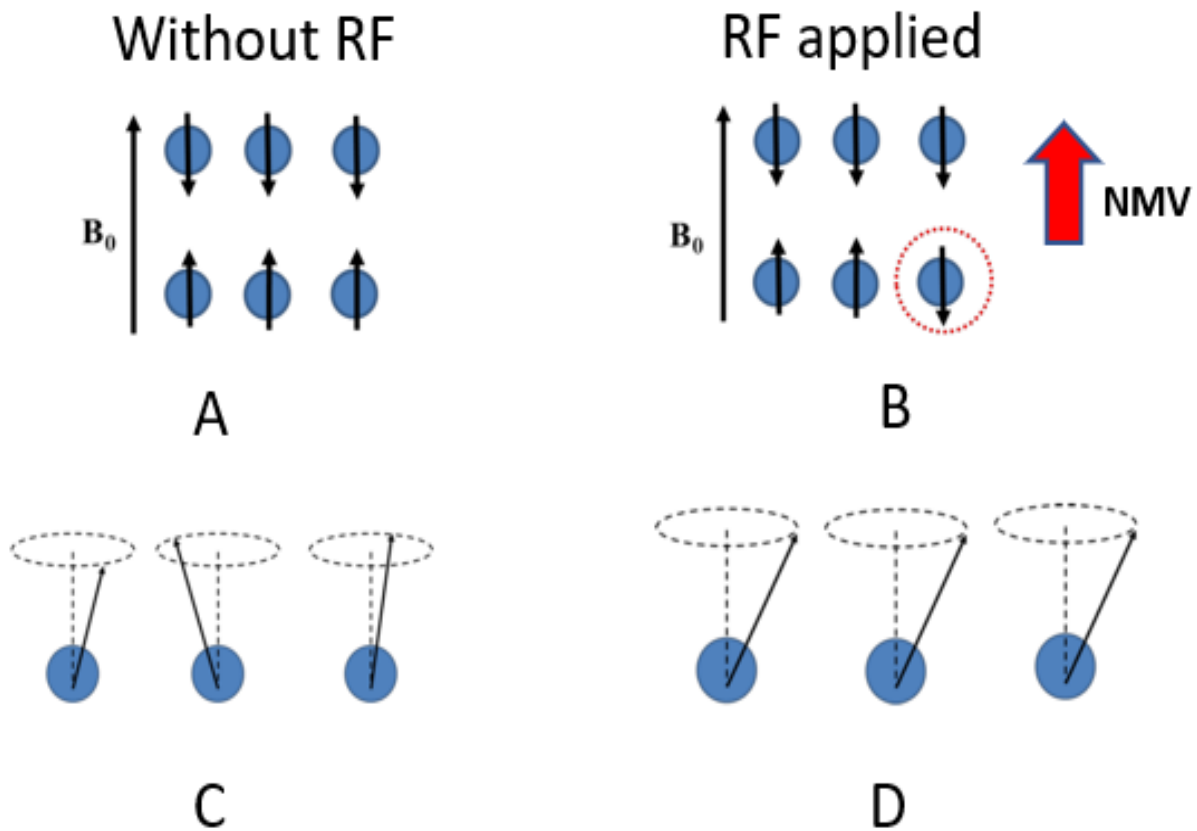 Without RF
RF applied
B₀
B₀
NMV
A
B
C
D